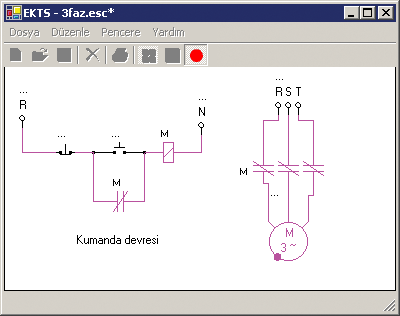 EKTS - 3faz.esc*
Dosya Düzenle Pencere Yardım
...
R
...
N
...
...
M
M
Kumanda devresi
...
R S T
M
...
M
3 ~